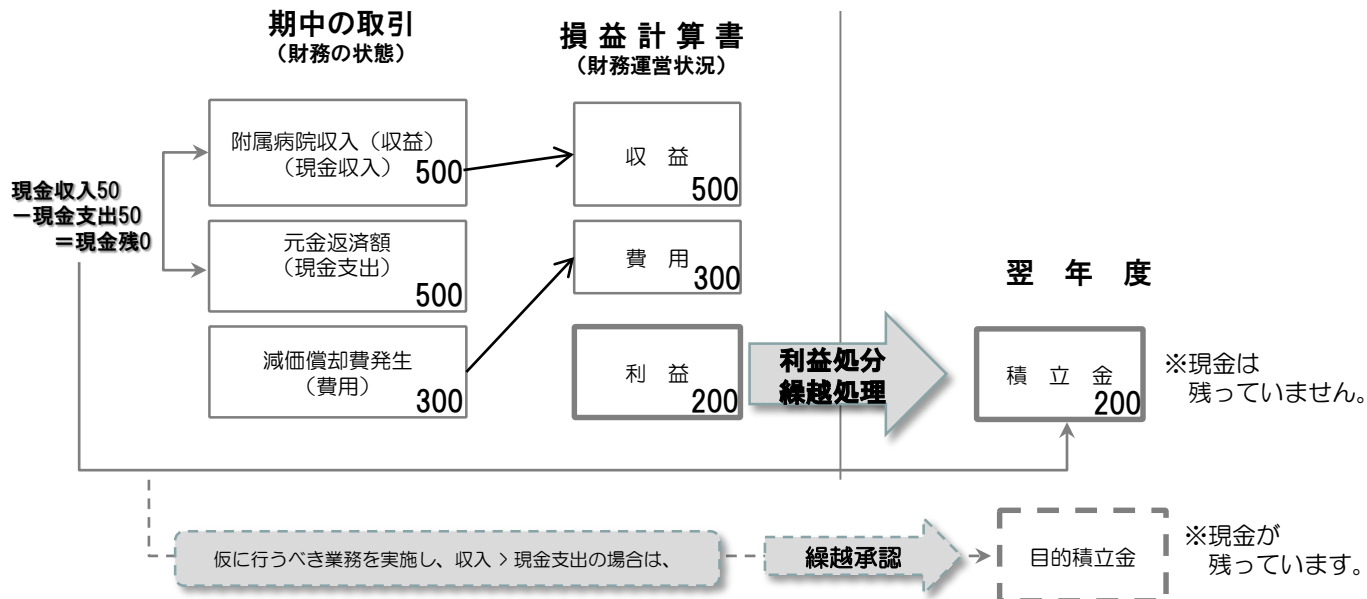 期中の取引
（財務の状態）
損益計算書
（財務運営状況）
附属病院収入（収益）
（現金収入）
500
収 益
500
現金収入50
－現金支出50
＝現金残0
元金返済額
（現金支出）
500
費 用
300
減価償却費発生
（費用）
300
利 益
200
利益処分
繰越処理
翌 年 度
積 立 金
200
※現金は
残っていません。
仮に行うべき業務を実施し、収入 > 現金支出の場合は、
繰越承認
目的積立金
※現金が
残っています。